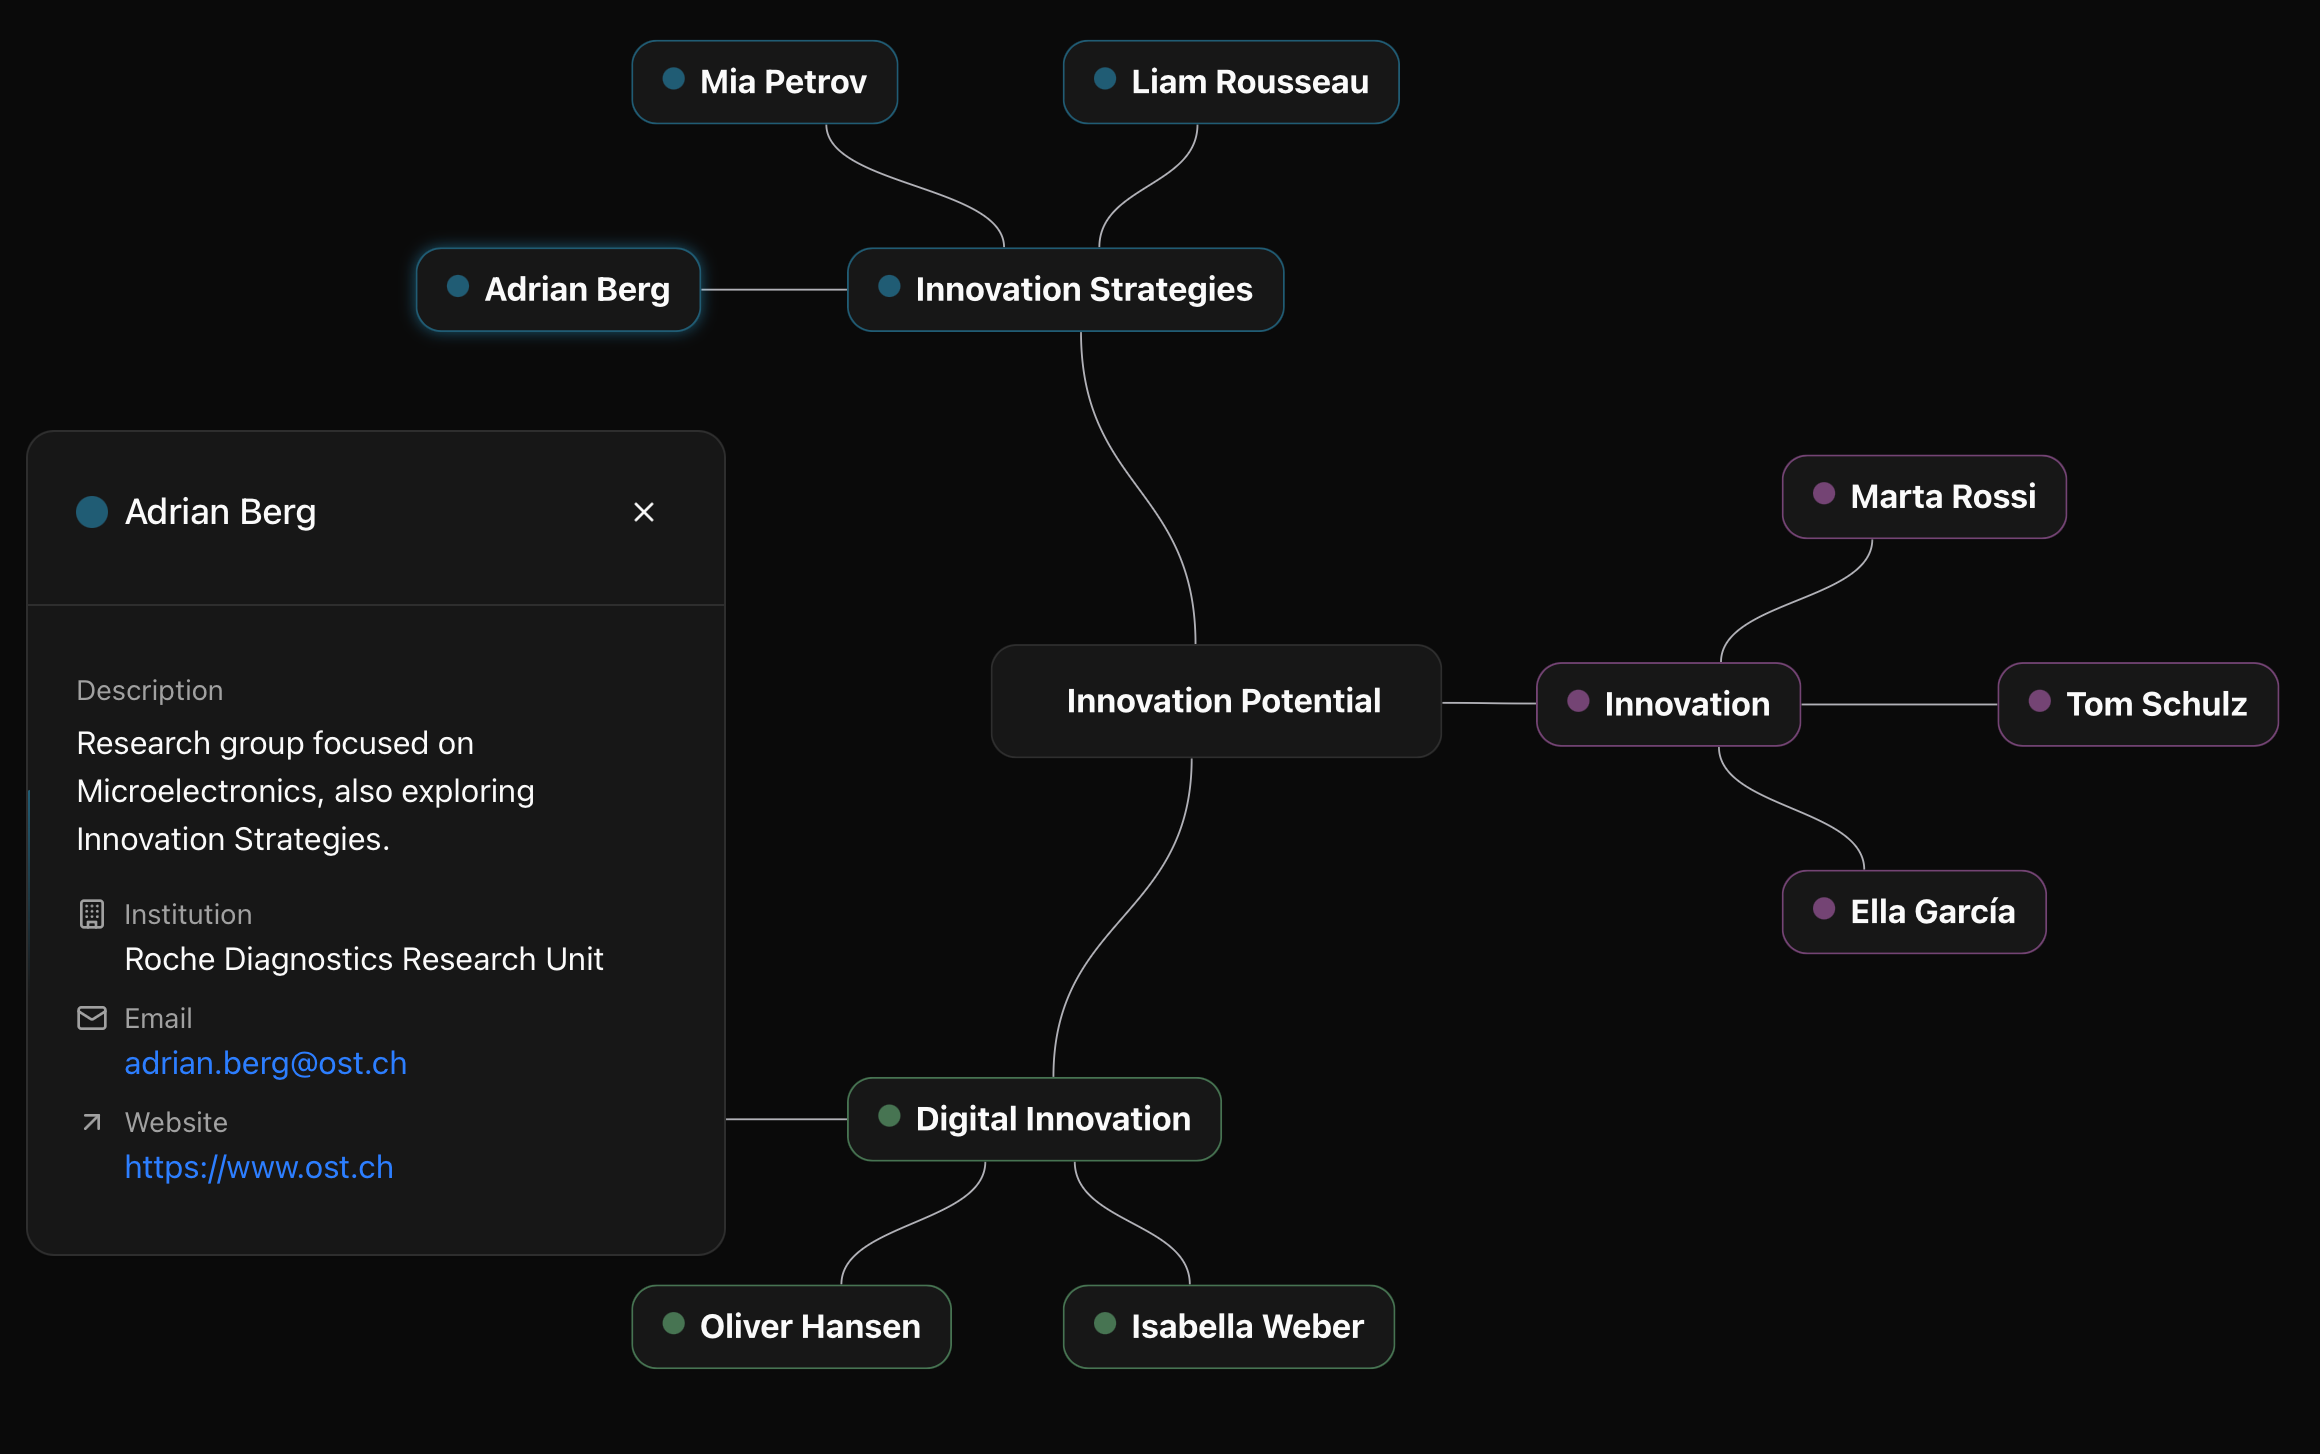 Mia Petrov
Liam Rousseau
Adrian Berg
Innovation Strategies
Adrian Berg
Description
Research group focused on
Microelectronics, also exploring
Innovation Strategies.
Institution
Roche Diagnostics Research Unit
Email
adrian.berg@ost.ch
Website
https://www.ost.ch
Innovation Potential
Marta Rossi
Innovation
Tom Schulz
Ella García
Digital Innovation
Oliver Hansen
Isabella Weber